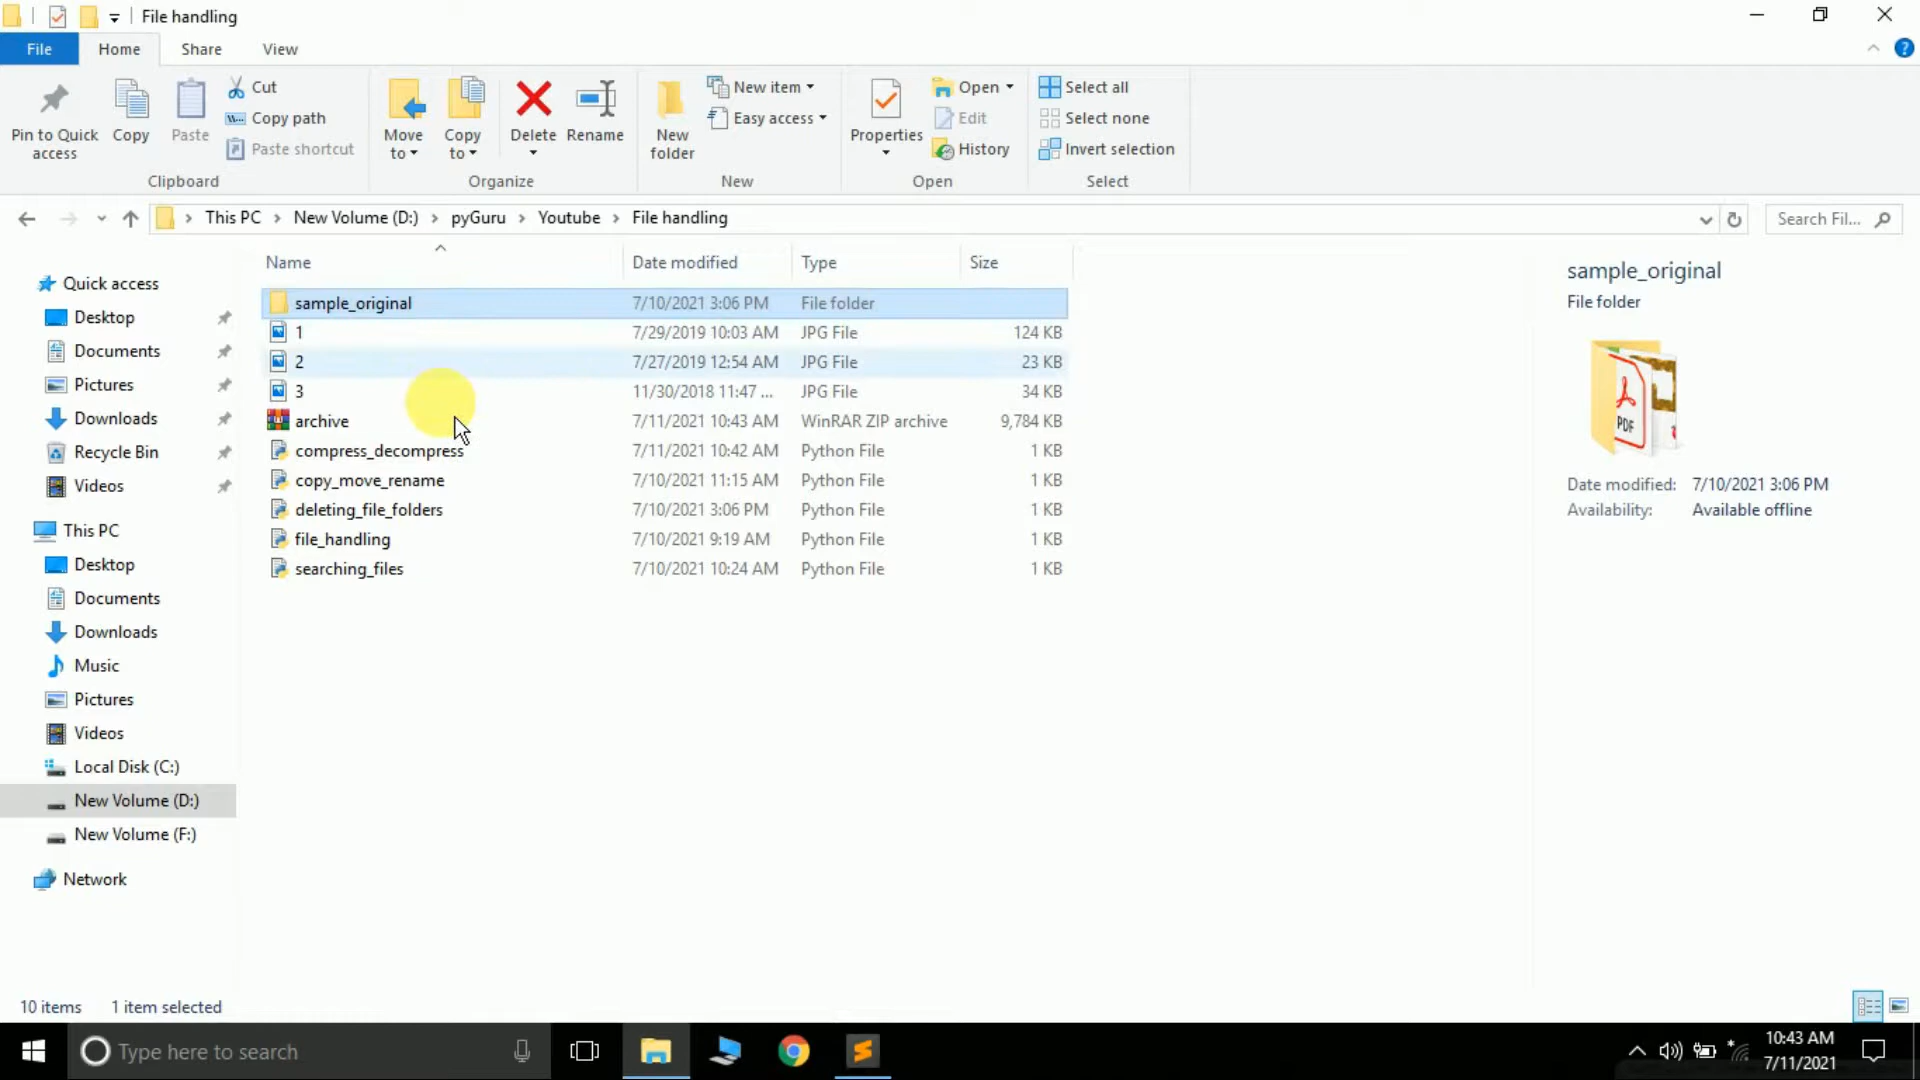 File handling
File Home Share View
Pin to Quick access
Copy
Paste
Cut
Copy path
Paste shortcut
Clipboard
Move to
Copy to
Delete
Rename
Organize
New folder
New item
Easy access
New
Properties
Open
Edit
History
Open
Select all
Select none
Invert selection
Select
This PC > New Volume (D:) > pyGuru > Youtube > File handling
Search Fil...
Quick access
Desktop
Documents
Pictures
Downloads
Recycle Bin
Videos
This PC
Desktop
Documents
Downloads
Music
Pictures
Videos
Local Disk (C:)
New Volume (D:)
New Volume (F:)
Network
Name Date modified Type Size
sample_original 7/10/2021 3:06 PM File folder
1 7/29/2019 10:03 AM JPG File 124 KB
2 7/27/2019 12:54 AM JPG File 23 KB
3 11/30/2018 11:47 ... JPG File 34 KB
archive 7/11/2021 10:43 AM WinRAR ZIP archive 9,784 KB
compress_decompress 7/11/2021 10:42 AM Python File 1 KB
copy_move_rename 7/10/2021 11:15 AM Python File 1 KB
deleting_file_folders 7/10/2021 3:06 PM Python File 1 KB
file_handling 7/10/2021 9:19 AM Python File 1 KB
searching_files 7/10/2021 10:24 AM Python File 1 KB
sample_original
File folder
PDF
Date modified: 7/10/2021 3:06 PM
Availability: Available offline
10 items 1 item selected
Type here to search
10:43 AM
7/11/2021